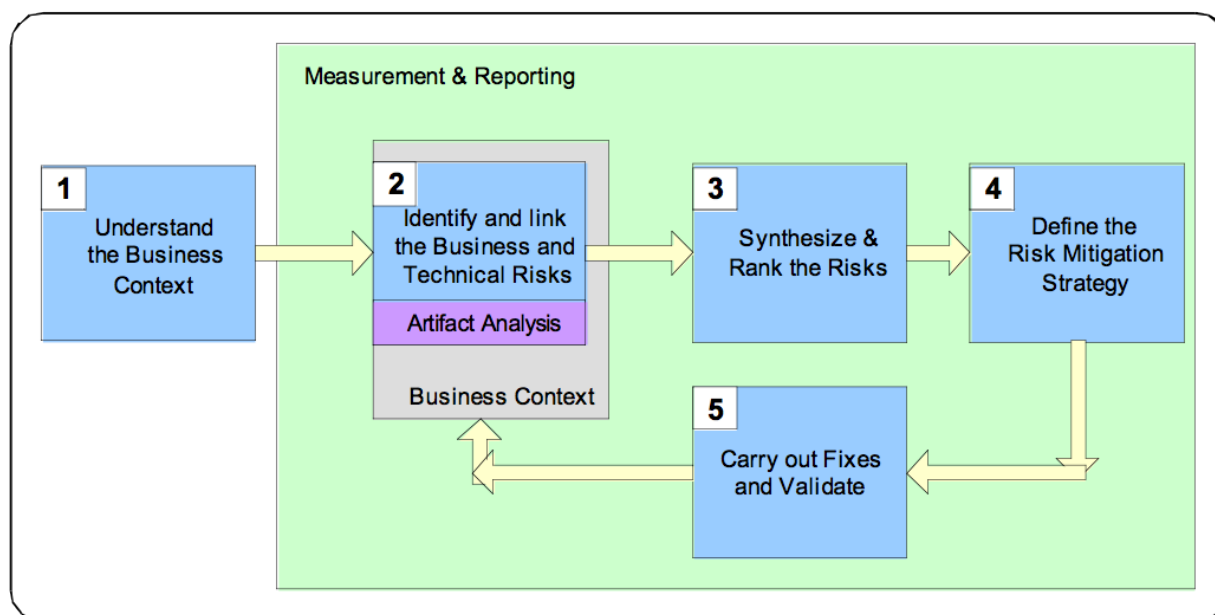 Measurement & Reporting
1
Understand
the Business
Context
2
Identify and link
the Business and
Technical Risks
Artifact Analysis
Business Context
3
Synthesize &
Rank the Risks
4
Define the
Risk Mitigation
Strategy
5
Carry out Fixes
and Validate